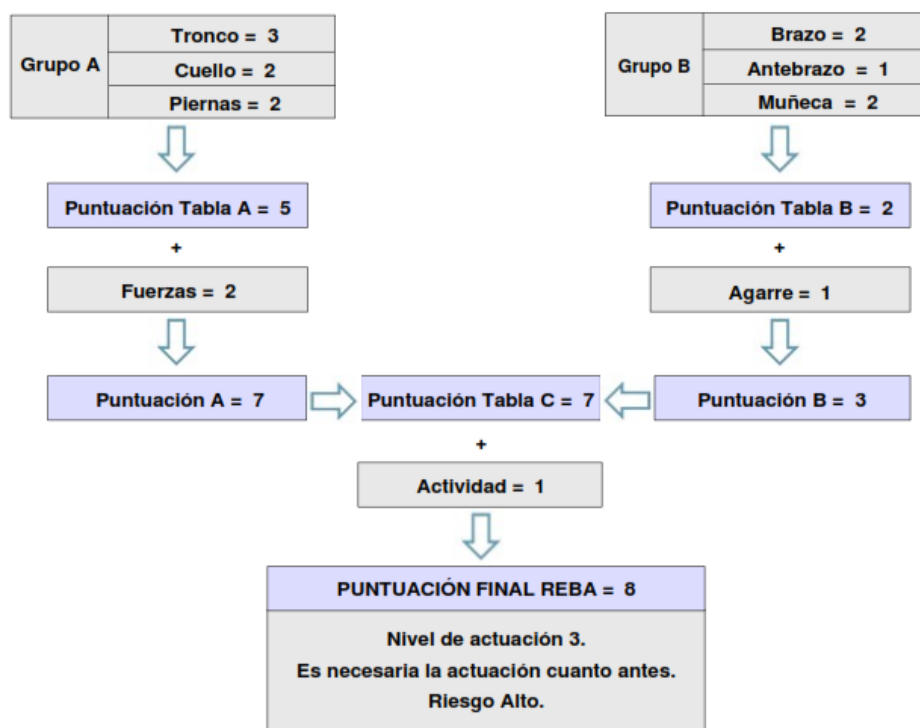 Grupo A
Tronco = 3
Cuello = 2
Piernas = 2
Grupo B
Brazo = 2
Antebrazo = 1
Muñeca = 2
Puntuación Tabla A = 5
Puntuación Tabla B = 2
+
+
Fuerzas = 2
Agarre = 1
Puntuación A = 7
Puntuación Tabla C = 7
Puntuación B = 3
+
Actividad = 1
PUNTUACIÓN FINAL REBA = 8
Nivel de actuación 3.
Es necesaria la actuación cuanto antes.
Riesgo Alto.